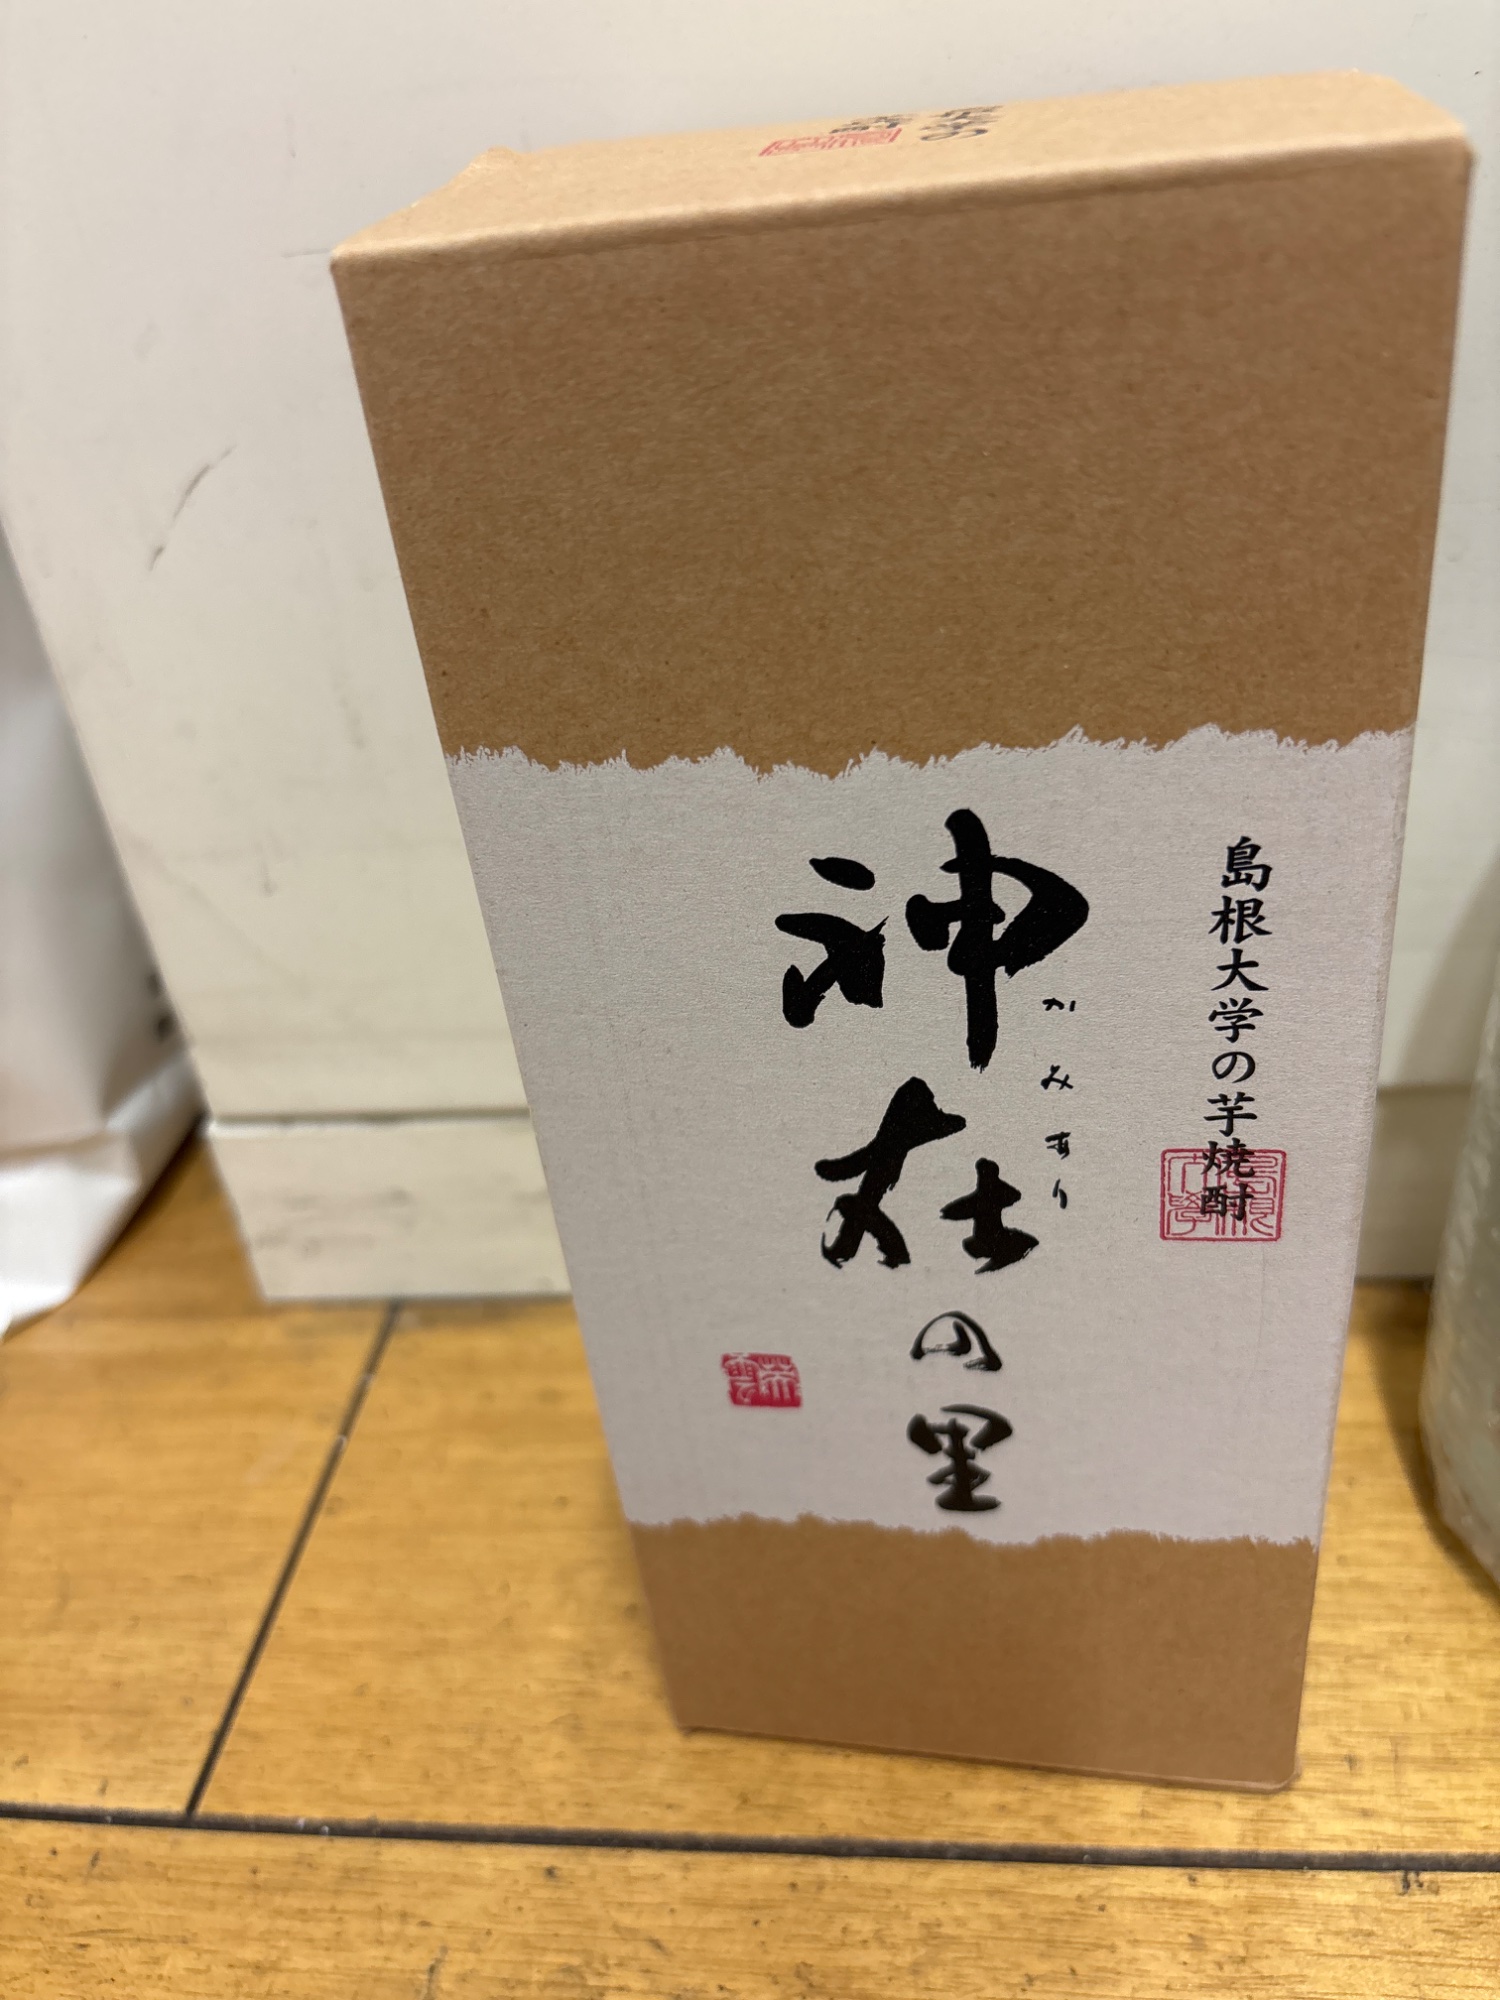 島根大学の芋焼酎
神在の里
かみあり